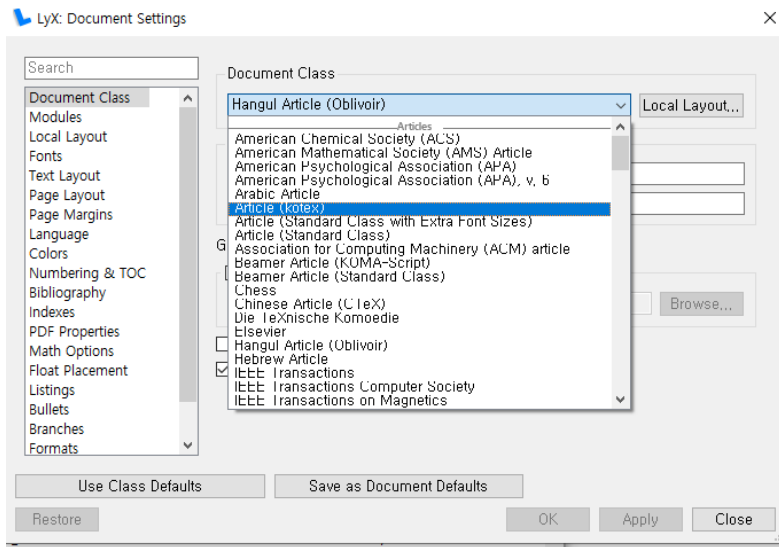 LyX: Document Settings
Search
Document Class
Modules
Local Layout
Fonts
Text Layout
Page Layout
Page Margins
Language
Colors
Numbering & TOC
Bibliography
Indexes
PDF Properties
Math Options
Float Placement
Listings
Bullets
Branches
Formats
Document Class
Hangul Article (Oblivoir)
Local Layout...
Articles
American Chemical Society (ACS)
American Mathematical Society (AMS) Article
American Psychological Association (APA)
American Psychological Association (APA), v. 6
Arabic Article
Article (kotex)
Article (Standard Class with Extra Font Sizes)
Article (Standard Class)
Association for Computing Machinery (ACM) article
Beamer Article (KOMA-Script)
Beamer Article (Standard Class)
Chess
Chinese Article (CTeX)
Die TeXnische Komoedie
Elsevier
Hangul Article (Oblivoir)
Hebrew Article
IEEE Transactions
IEEE Transactions Computer Society
IEEE Transactions on Magnetics
G
Browse...
Use Class Defaults
Save as Document Defaults
Restore
OK
Apply
Close